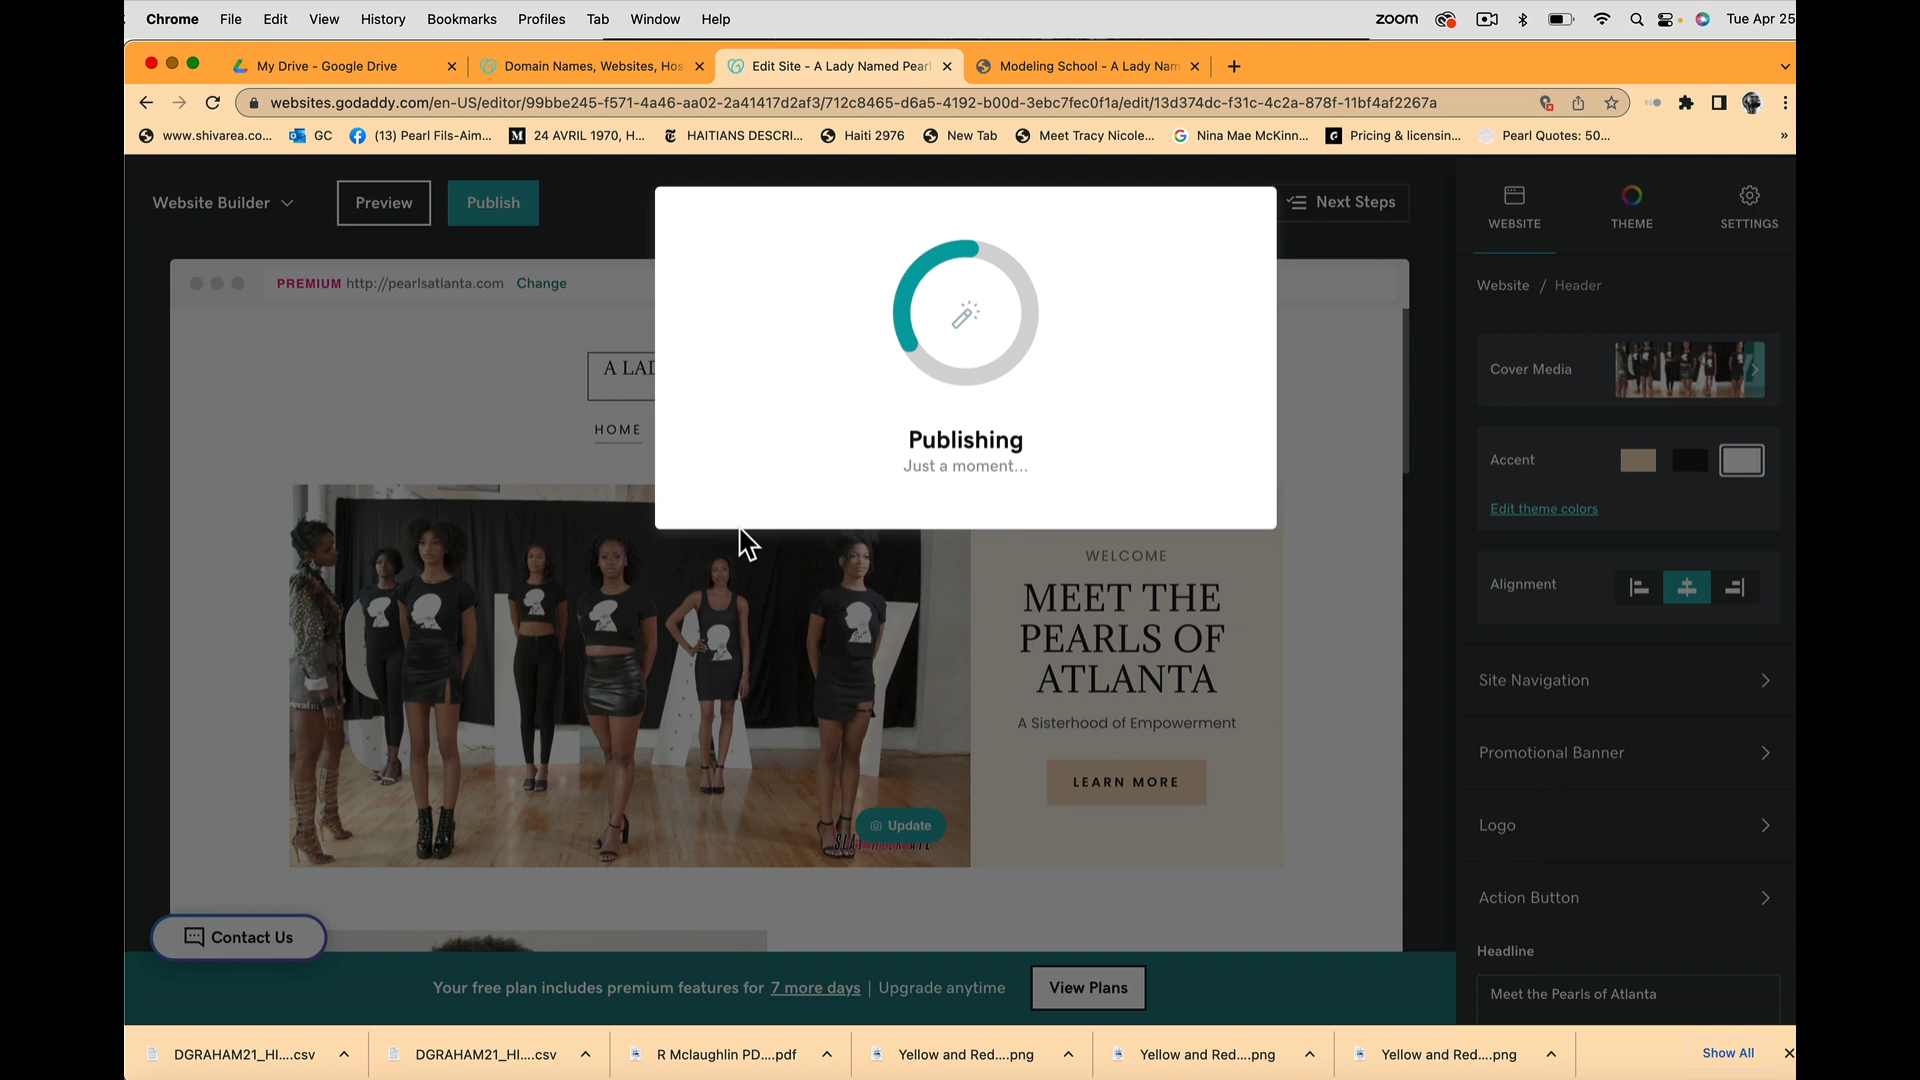 Chrome File Edit View History Bookmarks Profiles Tab Window Help zoom Tue Apr 25
My Drive - Google Drive
Domain Names, Websites, Hos
Edit Site - A Lady Named Pearl
Modeling School - A Lady Nam
websites.godaddy.com/en-US/editor/99bbe245-f571-4a46-aa02-2a41417d2af3/712c8465-d6a5-4192-b00d-3ebc7fec0f1a/edit/13d374dc-f31c-4c2a-878f-11bf4af2267a
www.shivarea.co... GC (13) Pearl Fils-Aim... 24 AVRIL 1970, H... HAITIANS DESCRI... Haiti 2976 New Tab Meet Tracy Nicole... Nina Mae McKinn... Pricing & licensin... Pearl Quotes: 50... »
Website Builder
Preview
Publish
Next Steps
WEBSITE
THEME
SETTINGS
PREMIUM http://pearlsatlanta.com Change
A LAD
HOME
Publishing
Just a moment...
WELCOME
MEET THE
PEARLS OF
ATLANTA
A Sisterhood of Empowerment
LEARN MORE
Update
Website / Header
Cover Media
Accent
Edit theme colors
Alignment
Site Navigation
Promotional Banner
Logo
Action Button
Headline
Meet the Pearls of Atlanta
Contact Us
Your free plan includes premium features for 7 more days | Upgrade anytime
View Plans
DGRAHAM21_HI....csv
DGRAHAM21_HI....csv
R Mclaughlin PD....pdf
Yellow and Red....png
Yellow and Red....png
Yellow and Red....png
Show All